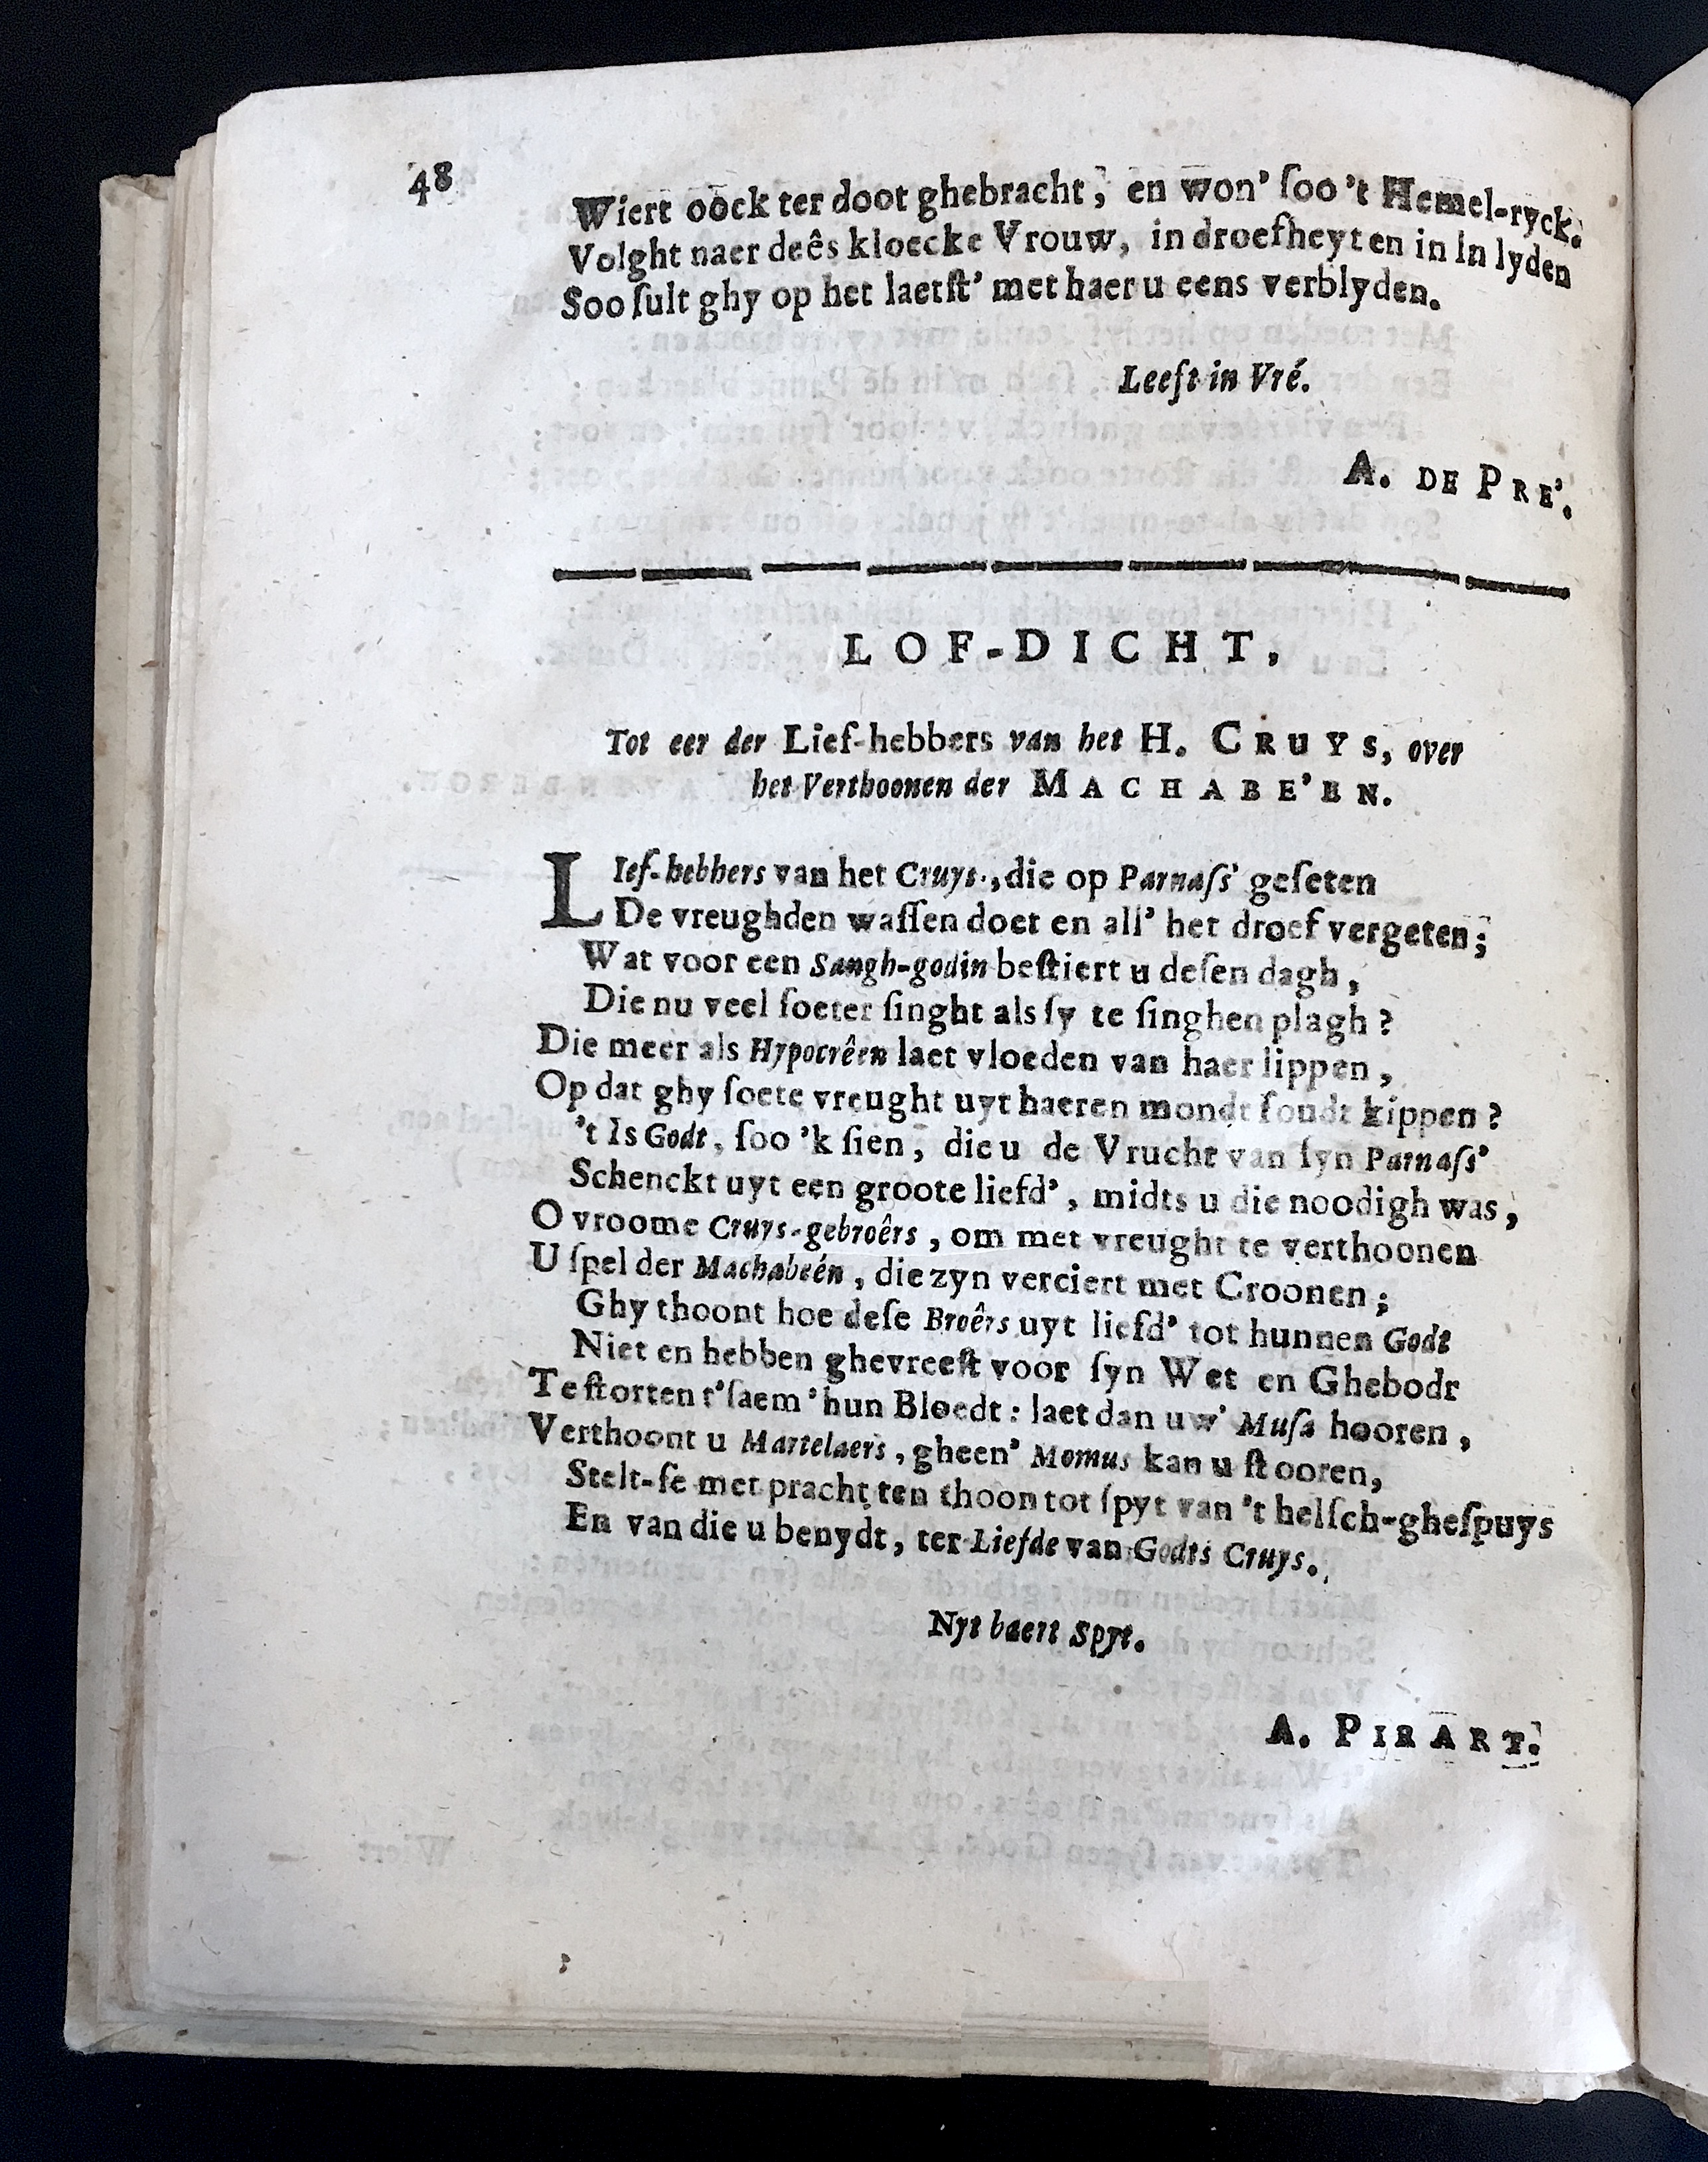 48
Wiert oock ter doot ghebracht, en won' ſoo 't Hemel-ryck.
Volght naer deês kloecke Vrouw, in droefheyt en in in lyden
Soo ſult ghy op het laetſt' met haer u eens verblyden.
Leeſt in Vré.
A. DE PRE'.
LOF-DICHT,
Tot eer der Lief-hebbers van het H. CRUYS, over
het Verthoonen der MACHABE'EN.
LIef-hebbers van het Cruys, die op Parnaſs' geſeten
De vreughden waſſen doet en all' het droef vergeten;
Wat voor een Sangh-godin beſtiert u deſen dagh,
Die nu veel ſoeter ſinght als ſy te ſinghen plagh?
Die meer als Hypocrêen laet vloeden van haer lippen,
Op dat ghy ſoete vreught uyt haeren mondt ſoudt kippen?
't Is Godt, ſoo 'k ſien, die u de Vrucht van ſyn Parnaſs'
Schenckt uyt een groote liefd', midts u die noodigh was,
O vroome Cruys-gebroêrs, om met vreught te verthoonen
U ſpel der Machabeén, die zyn verciert met Croonen;
Ghy thoont hoe deſe Broêrs uyt liefd' tot hunnen Godt
Niet en hebben ghevreeſt voor ſyn Wet en Ghebodt
Te ſtorten t'ſaem 'hun Bloedt: laet dan uw' Muſa hooren,
Verthoont u Martelaers, gheen' Momus kan u ſtooren,
Stelt-ſe met pracht ten thoon tot ſpyt van 't helſch-gheſpuys
En van die u benydt, ter Liefde van Godts Cruys.
Nyt baert Spyt.
A. PIRART.